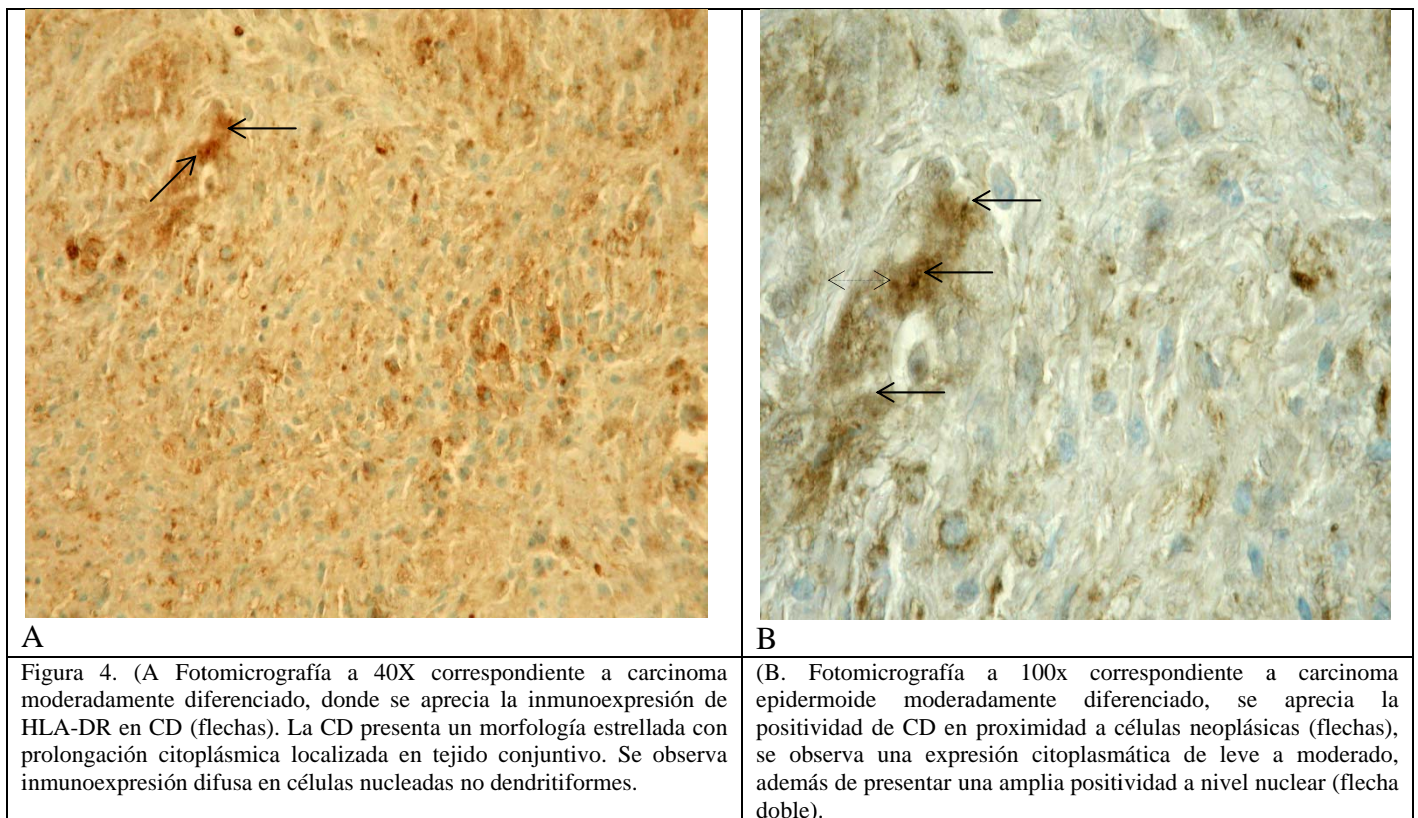 A
B
Figura 4. (A Fotomicrografía a 40X correspondiente a carcinoma
moderadamente diferenciado, donde se aprecia la inmunoexpresión de
HLA-DR en CD (flechas). La CD presenta un morfología estrellada con
prolongación citoplásmica localizada en tejido conjuntivo. Se observa
inmunoexpresión difusa en células nucleadas no dendritiformes.
(B. Fotomicrografía a 100x correspondiente a carcinoma
epidermoide moderadamente diferenciado, se aprecia la
positividad de CD en proximidad a células neoplásicas (flechas),
se observa una expresión citoplasmática de leve a moderado,
además de presentar una amplia positividad a nivel nuclear (flecha
doble).